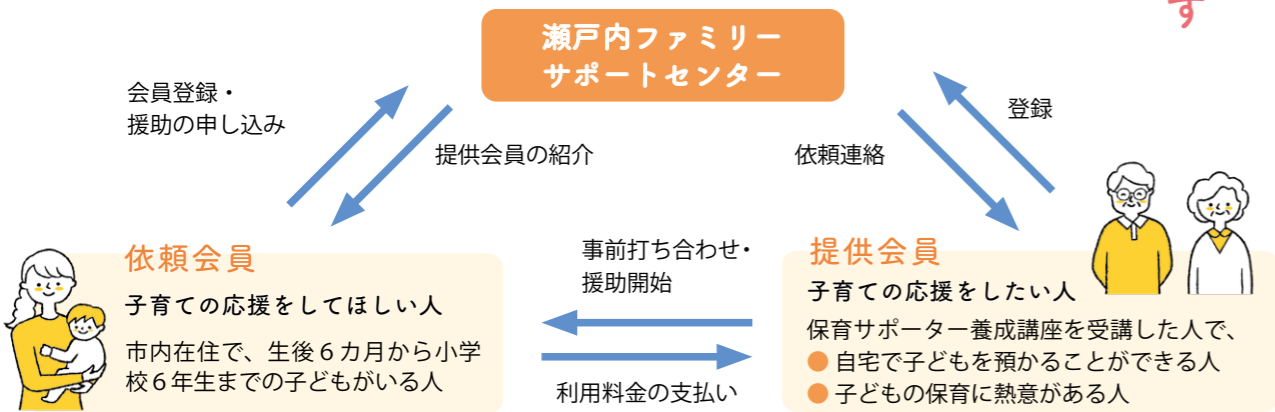 す
瀬戸内ファミリー
サポートセンター
会員登録・
援助の申し込み
提供会員の紹介
依頼連絡
登録
依頼会員
子育ての応援をしてほしい人
市内在住で、生後６カ月から小学
校６年生までの子どもがいる人
事前打ち合わせ・
援助開始
利用料金の支払い
提供会員
子育ての応援をしたい人
保育サポーター養成講座を受講した人で、
● 自宅で子どもを預かることができる人
● 子どもの保育に熱意がある人